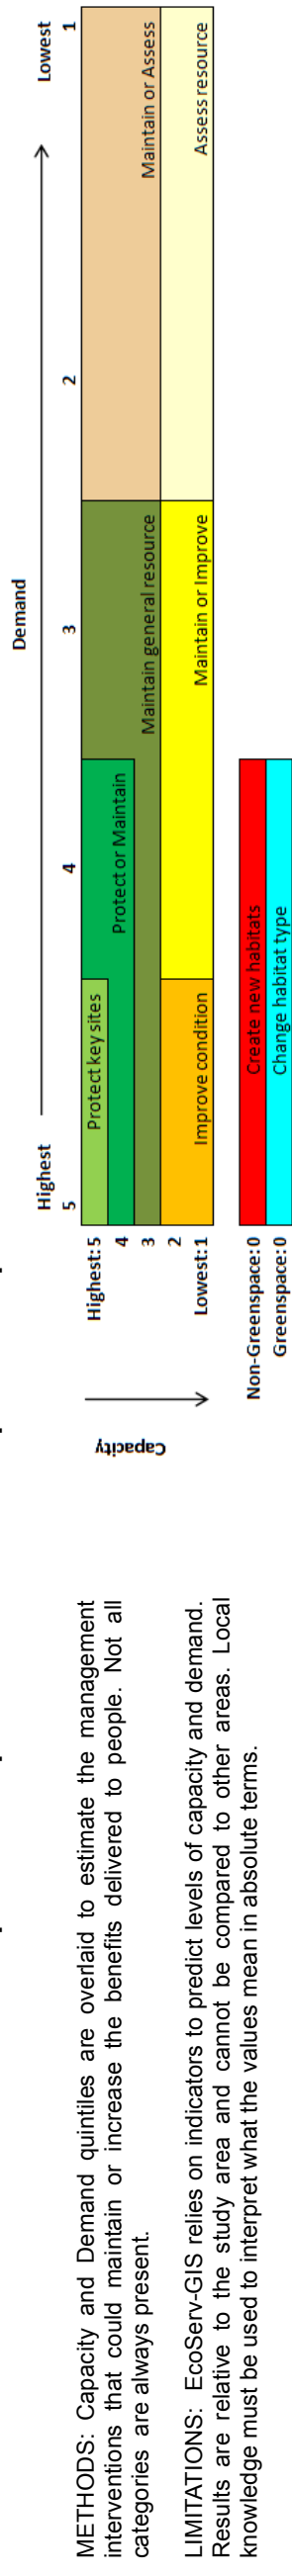 METHODS: Capacity and Demand quintiles are overlaid to estimate the management
interventions that could maintain or increase the benefits delivered to people. Not all
categories are always present.
LIMITATIONS: EcoServ-GIS relies on indicators to predict levels of capacity and demand.
Results are relative to the study area and cannot be compared to other areas. Local
knowledge must be used to interpret what the values mean in absolute terms.
Demand
Highest
Lowest
5
4
3
2
1
Capacity
Highest: 5
4
3
2
Lowest: 1
Protect key sites
Protect or Maintain
Maintain general resource
Maintain or Assess
Improve condition
Maintain or Improve
Assess resource
Non-Greenspace: 0
Create new habitats
Greenspace: 0
Change habitat type